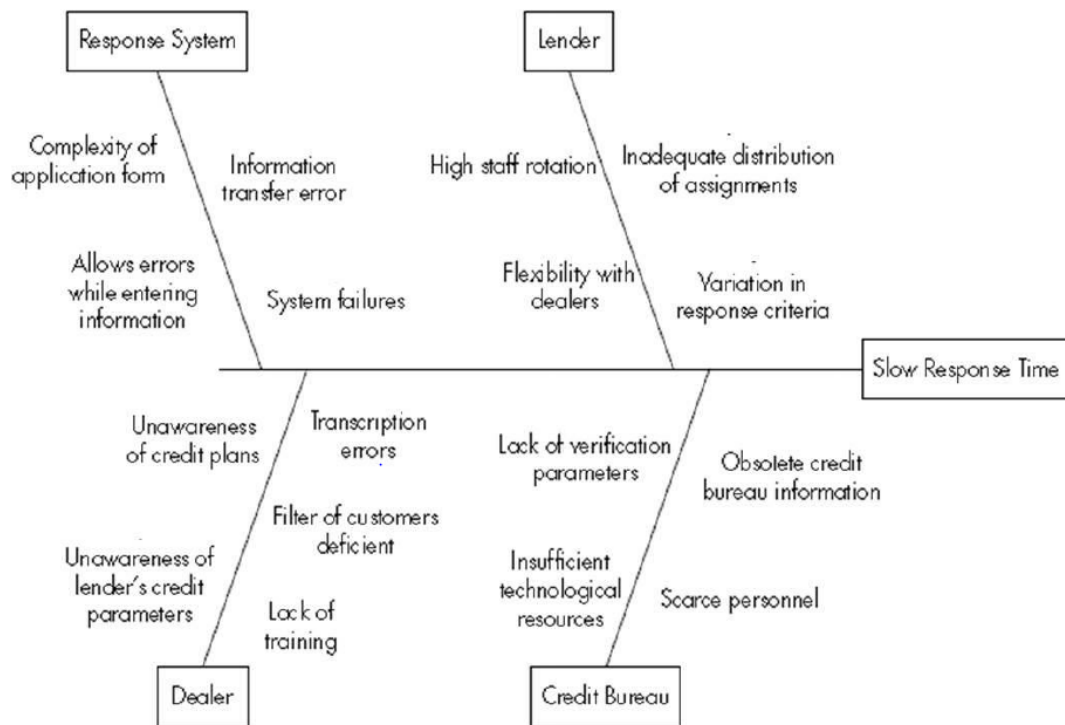 Response System
Lender
Complexity of
application form
Information
transfer error
High staff rotation
Inadequate distribution
of assignments
Allows errors
while entering
information
System failures
Flexibility with
dealers
Variation in
response criteria
Slow Response Time
Unawareness
of credit plans
Transcription
errors
Lack of verification
parameters
Obsolete credit
bureau information
Filter of customers
deficient
Unawareness of
lender's credit
parameters
Lack of
training
Insufficient
technological
resources
Scarce personnel
Dealer
Credit Bureau